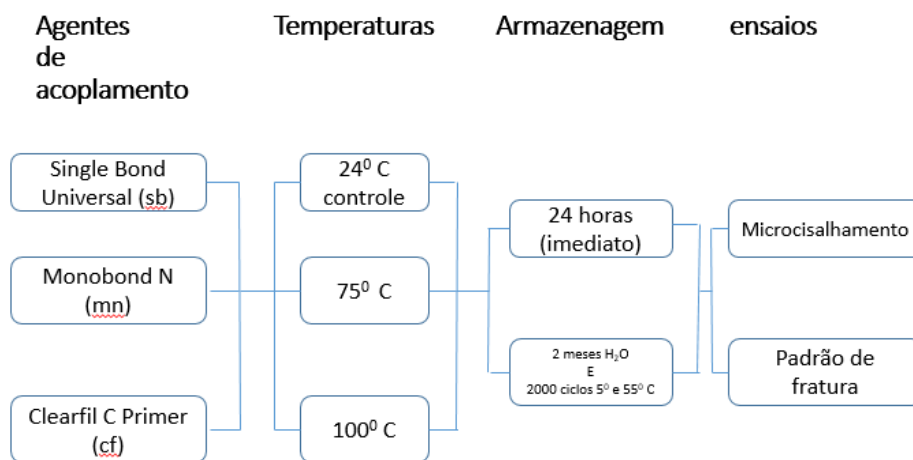 Agentes
de
acoplamento
Temperaturas
Armazenagem
ensaios
Single Bond
Universal (sb)
Monobond N
(mn)
Clearfil C Primer
(cf)
24⁰ C
controle
75⁰ C
100⁰ C
24 horas
(imediato)
2 meses H₂O
E
2000 ciclos 5⁰ e 55⁰ C
Microcisalhamento
Padrão de
fratura